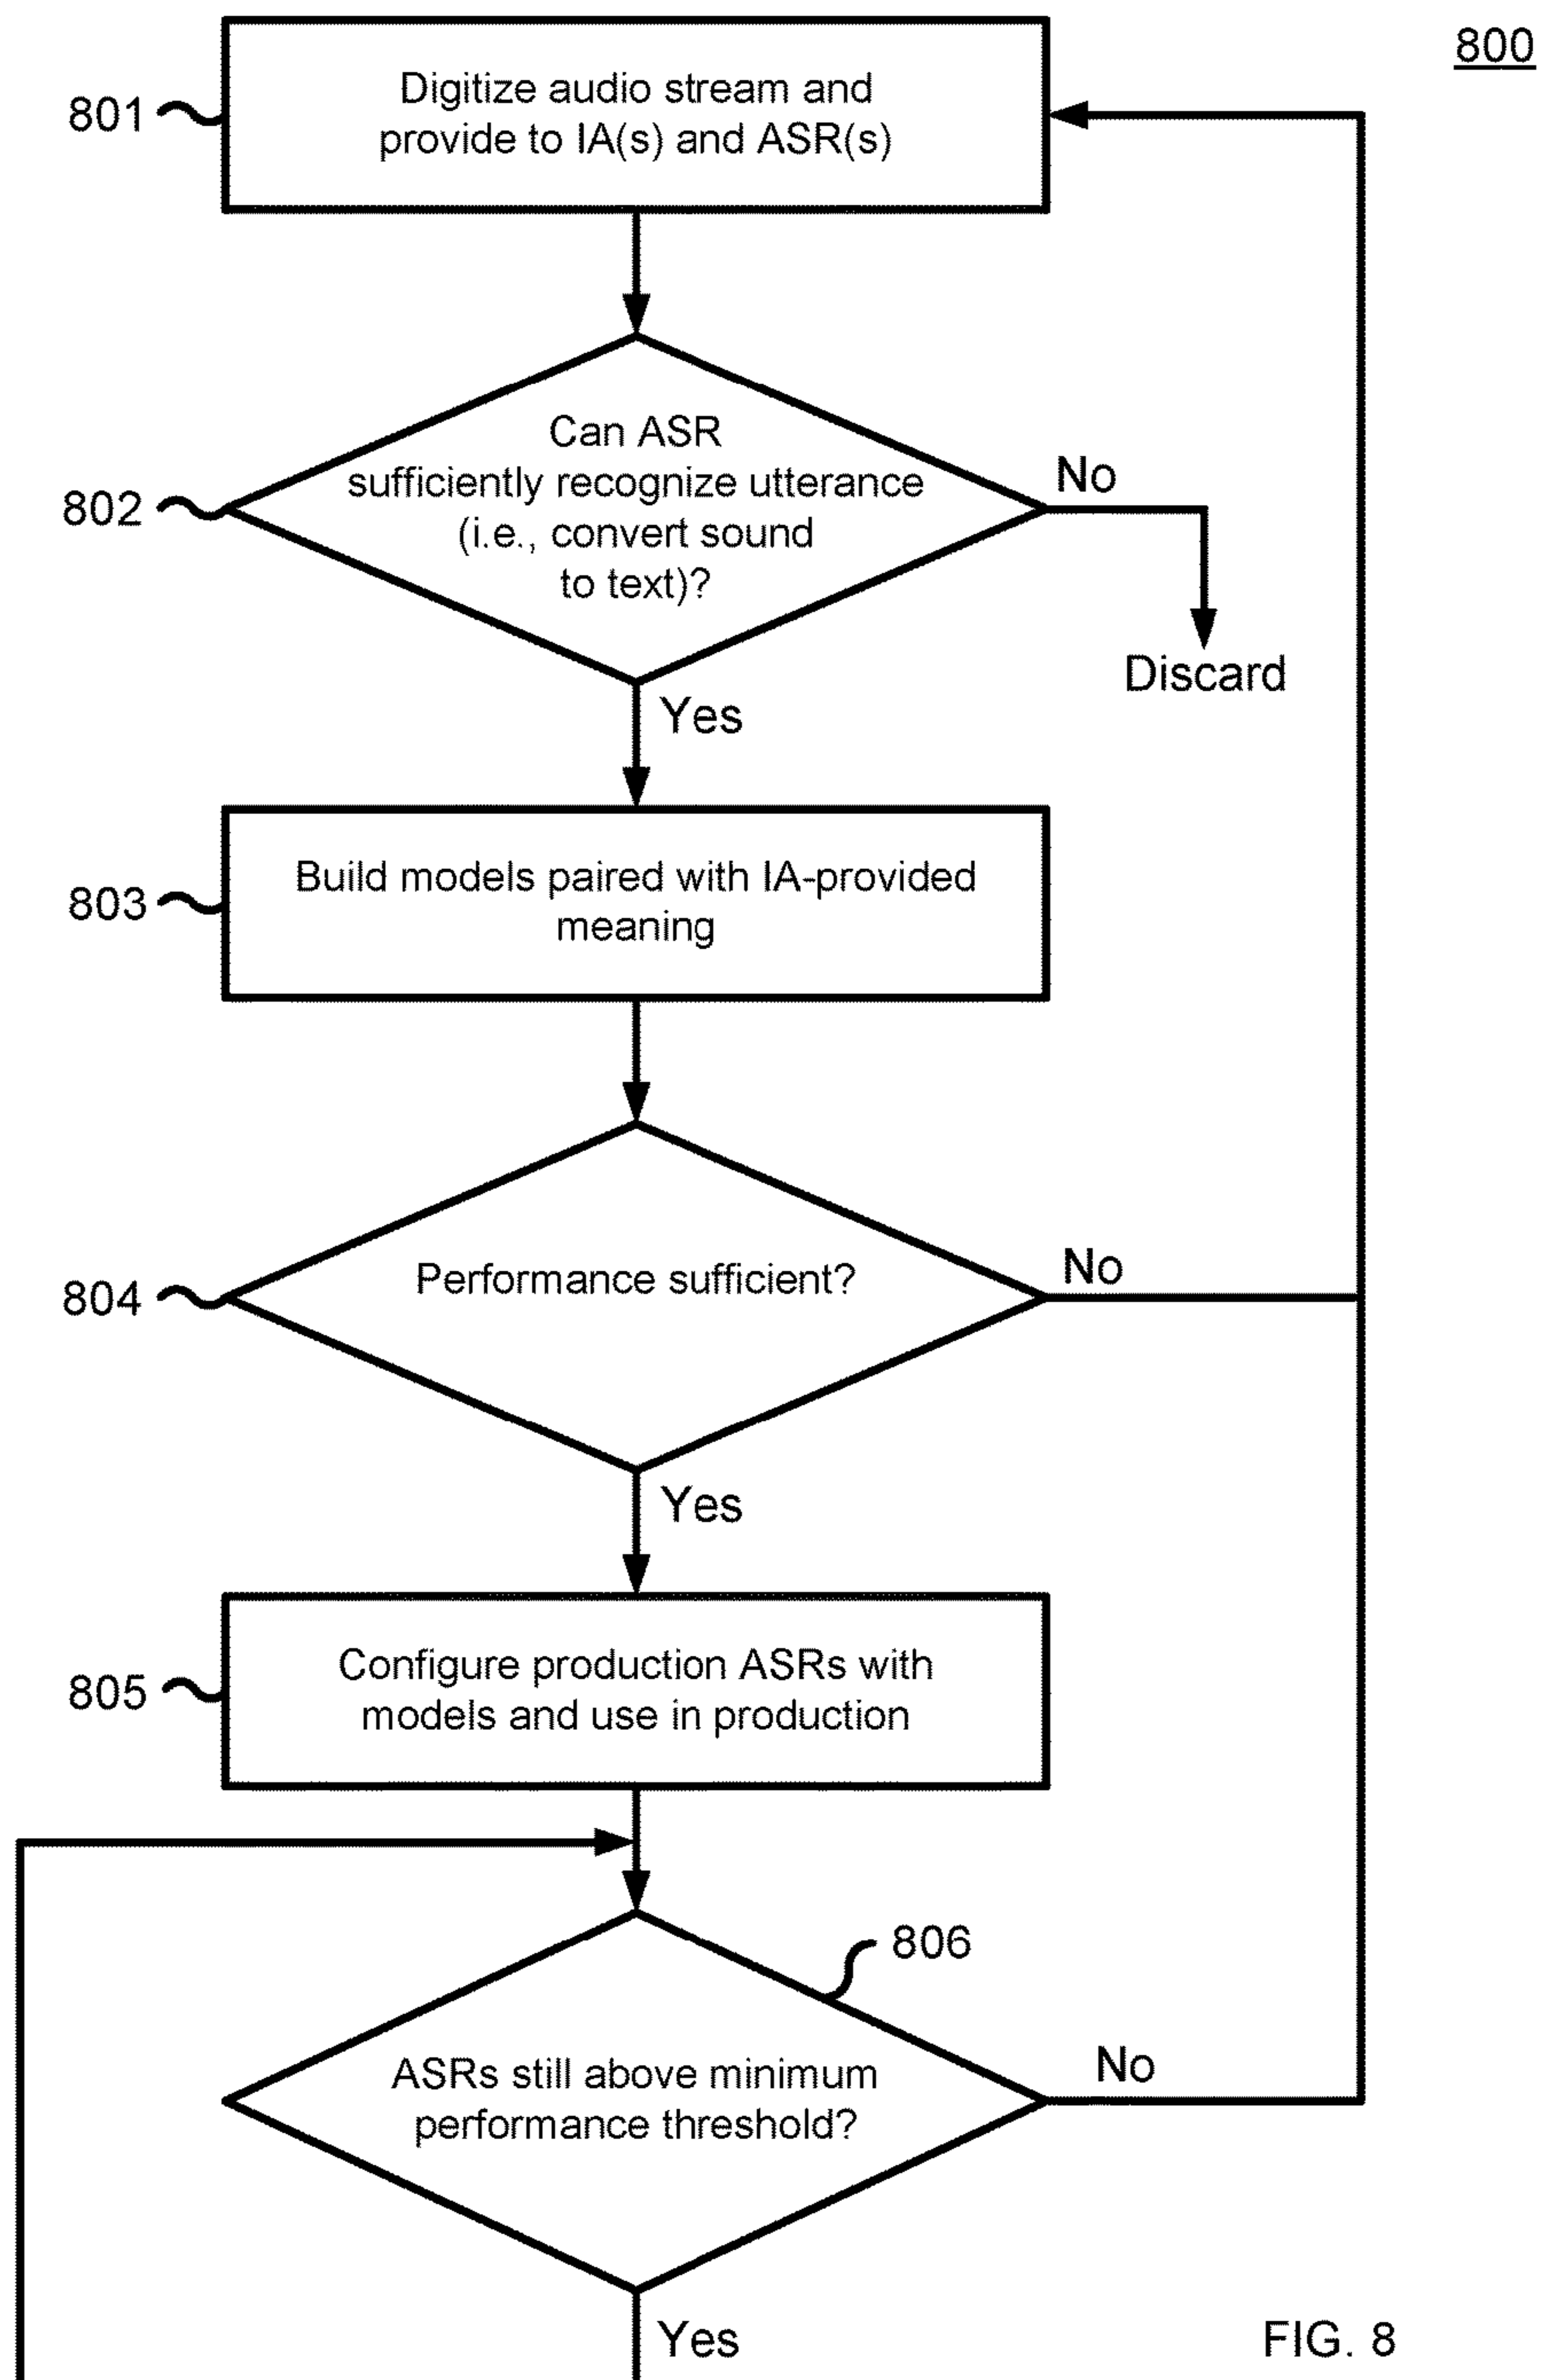 800
801
Digitize audio stream and
provide to IA(s) and ASR(s)
802
Can ASR
sufficiently recognize utterance
(i.e., convert sound
to text)?
No
Discard
Yes
803
Build models paired with IA-provided
meaning
804
Performance sufficient?
No
Yes
805
Configure production ASRs with
models and use in production
806
ASRs still above minimum
performance threshold?
No
Yes
FIG. 8